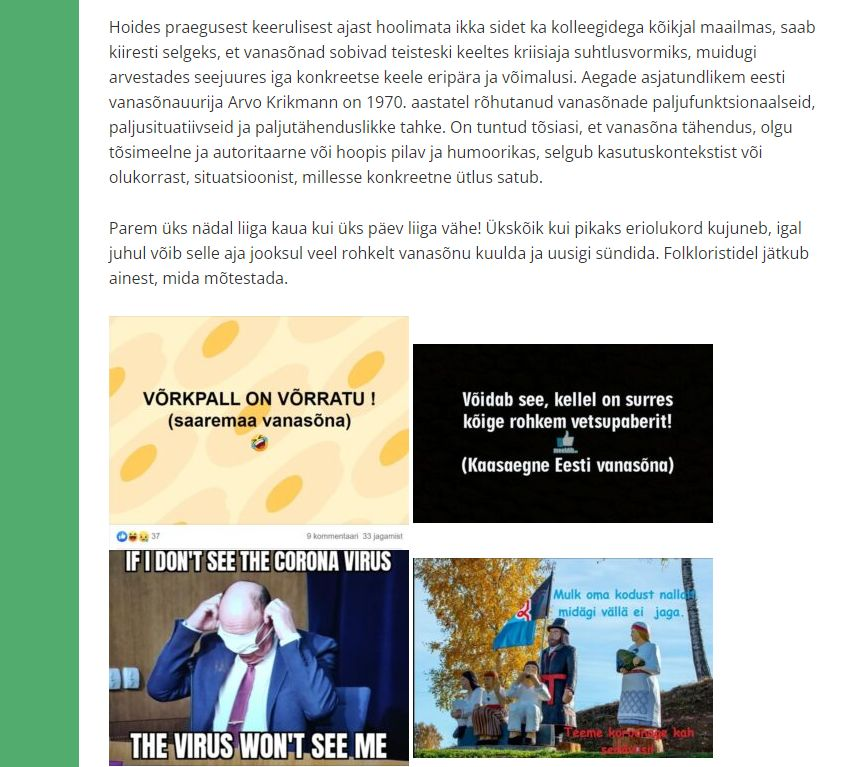 Hoides praegusest keerulisest ajast hoolimata ikka sidet ka kolleegidega kõikjal maailmas, saab
kiiresti selgeks, et vanasõnad sobivad teisteski keeltes kriisiaja suhtlusvormiks, muidugi
arvestades seejuures iga konkreetse keele eripära ja võimalusi. Aegade asjatundlikem eesti
vanasõnauurija Arvo Krikmann on 1970. aastatel rõhutanud vanasõnade paljufunktsionaalseid,
paljusituatiivseid ja paljutähenduslikke tahke. On tuntud tõsiasi, et vanasõna tähendus, olgu
tõsimeelne ja autoritaarne või hoopis pilav ja humoorikas, selgub kasutuskontekstist või
olukorrast, situatsioonist, millesse konkreetne ütlus satub.
Parem üks nädal liiga kaua kui üks päev liiga vähe! Ükskõik kui pikaks eriolukord kujuneb, igal
juhul võib selle aja jooksul veel rohkelt vanasõnu kuulda ja uusigi sündida. Folkloristidel jätkub
ainest, mida mõtestada.
VÕRKPALL ON VÕRRATU !
(saaremaa vanasõna)
37
9 kommentaari 33 jagamist
Võidab see, kellel on surres
kõige rohkem vetsupaberit!
(Kaasaegne Eesti vanasõna)
IF I DON'T SEE THE CORONA VIRUS
THE VIRUS WON'T SEE ME
Mulk oma kodust nallalt
midägi vällä ei jaga.
Teeme kah